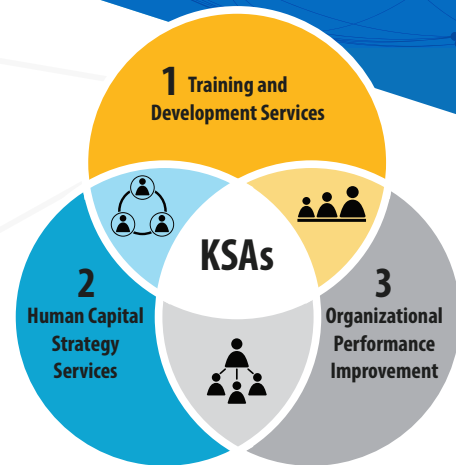 1 Training and
Development Services
KSAs
2
Human Capital
Strategy
Services
3
Organizational
Performance
Improvement